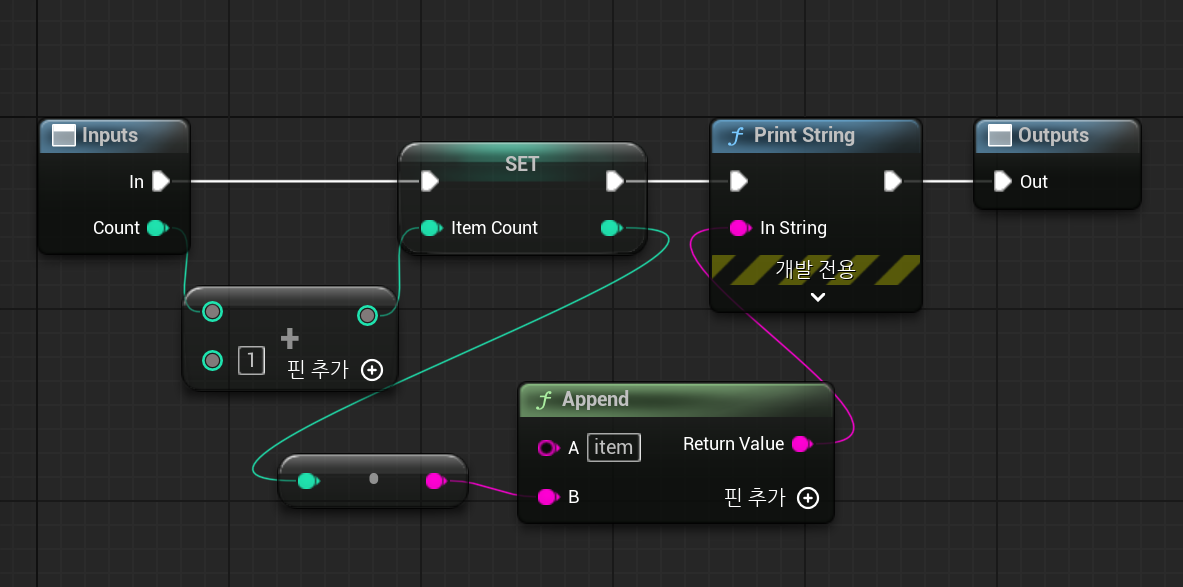 Inputs
In
Count
SET
Item Count
f Print String
In String
개발 전용
Outputs
Out
+
1
핀 추가
f Append
A item
Return Value
B
핀 추가